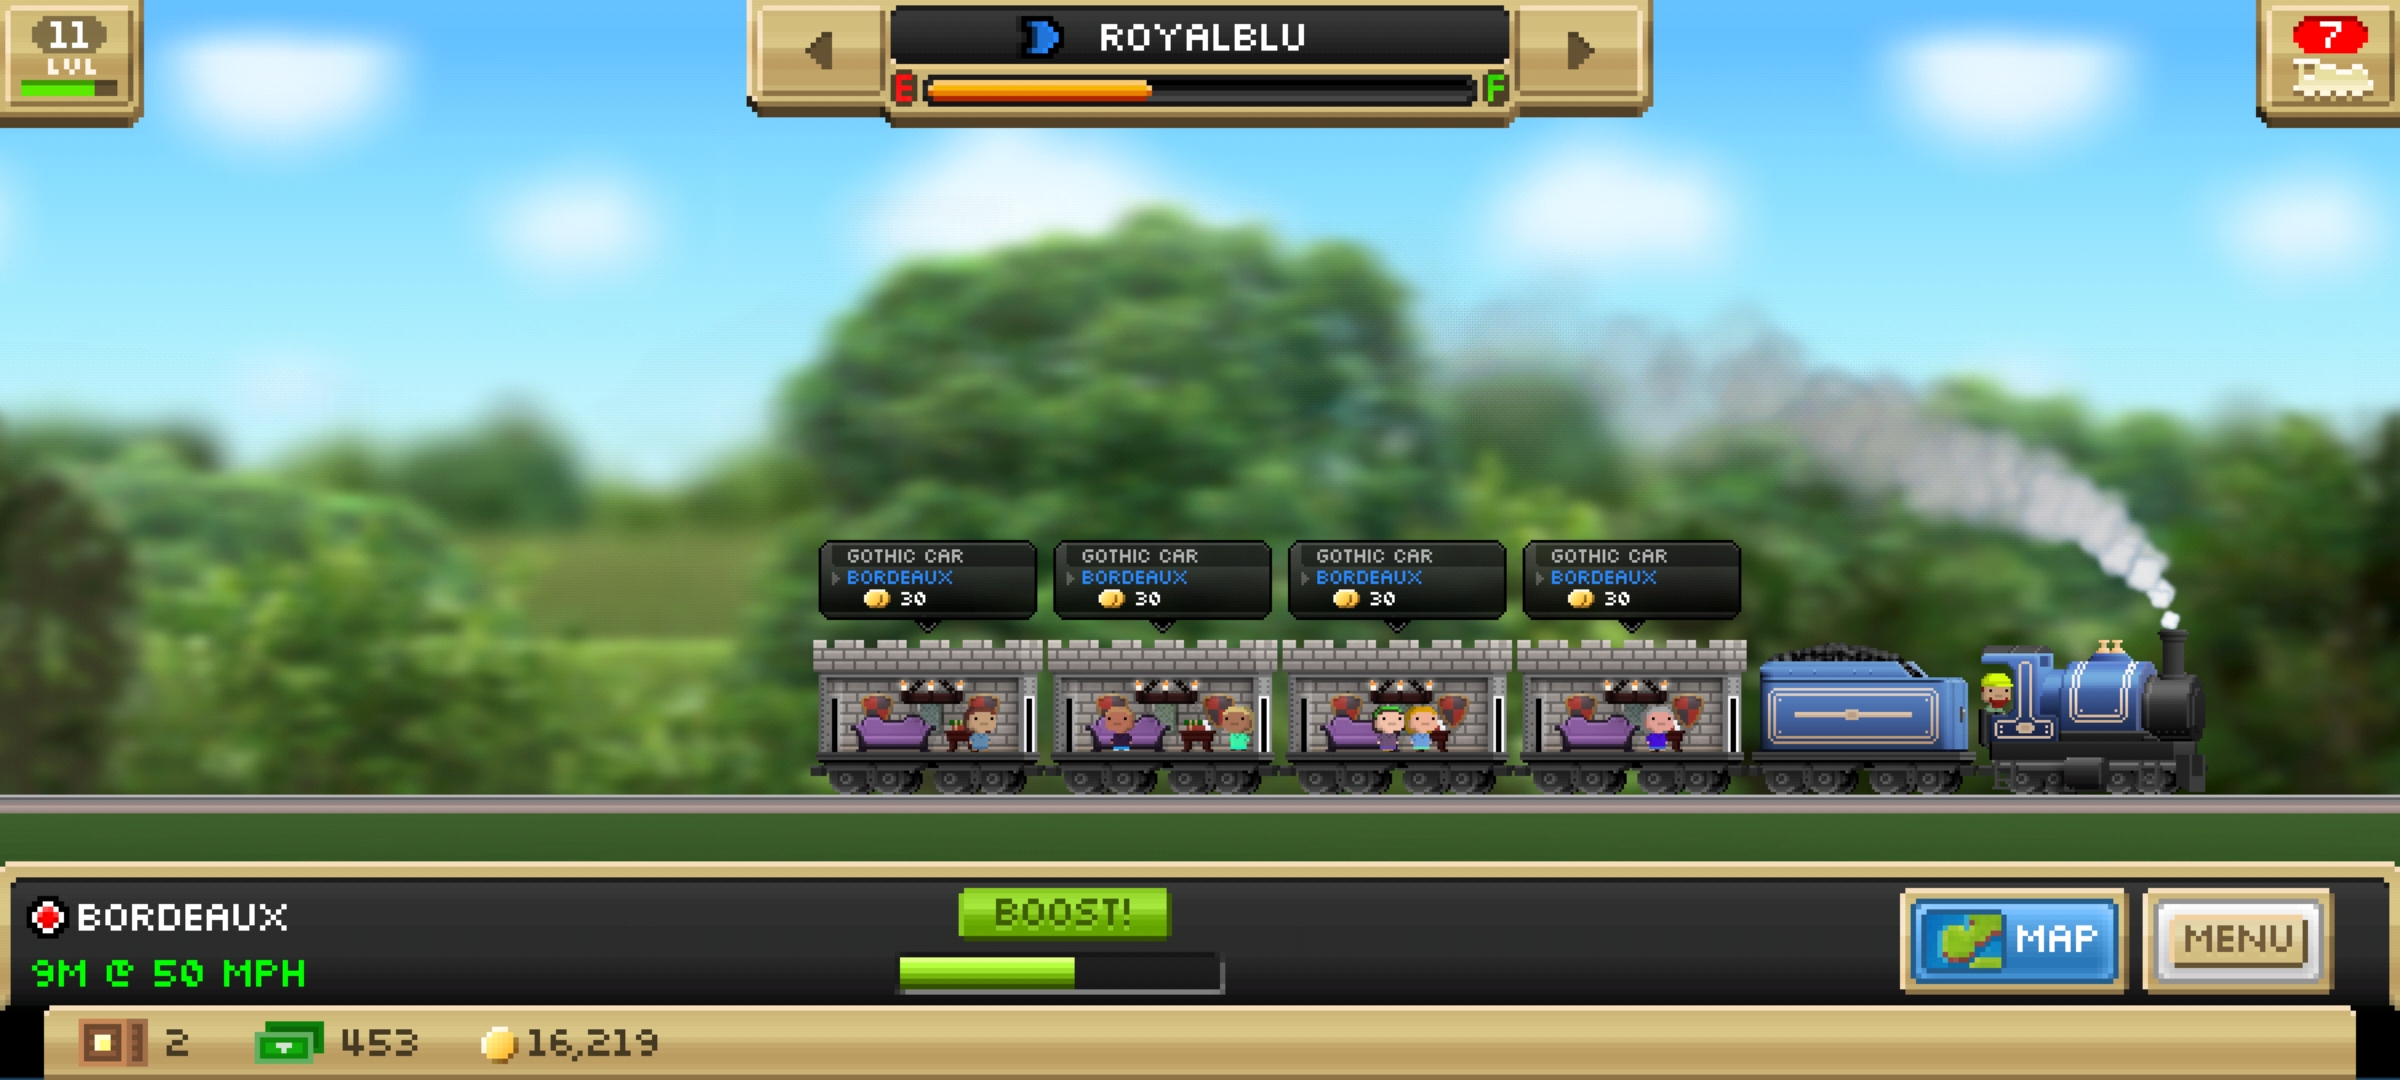 11
LVL
ROYALBLU
E F
7
GOTHIC CAR
BORDEAUX
30
GOTHIC CAR
BORDEAUX
30
GOTHIC CAR
BORDEAUX
30
GOTHIC CAR
BORDEAUX
30
BORDEAUX
9M @ 50 MPH
BOOST!
MAP
MENU
2
453
16,219